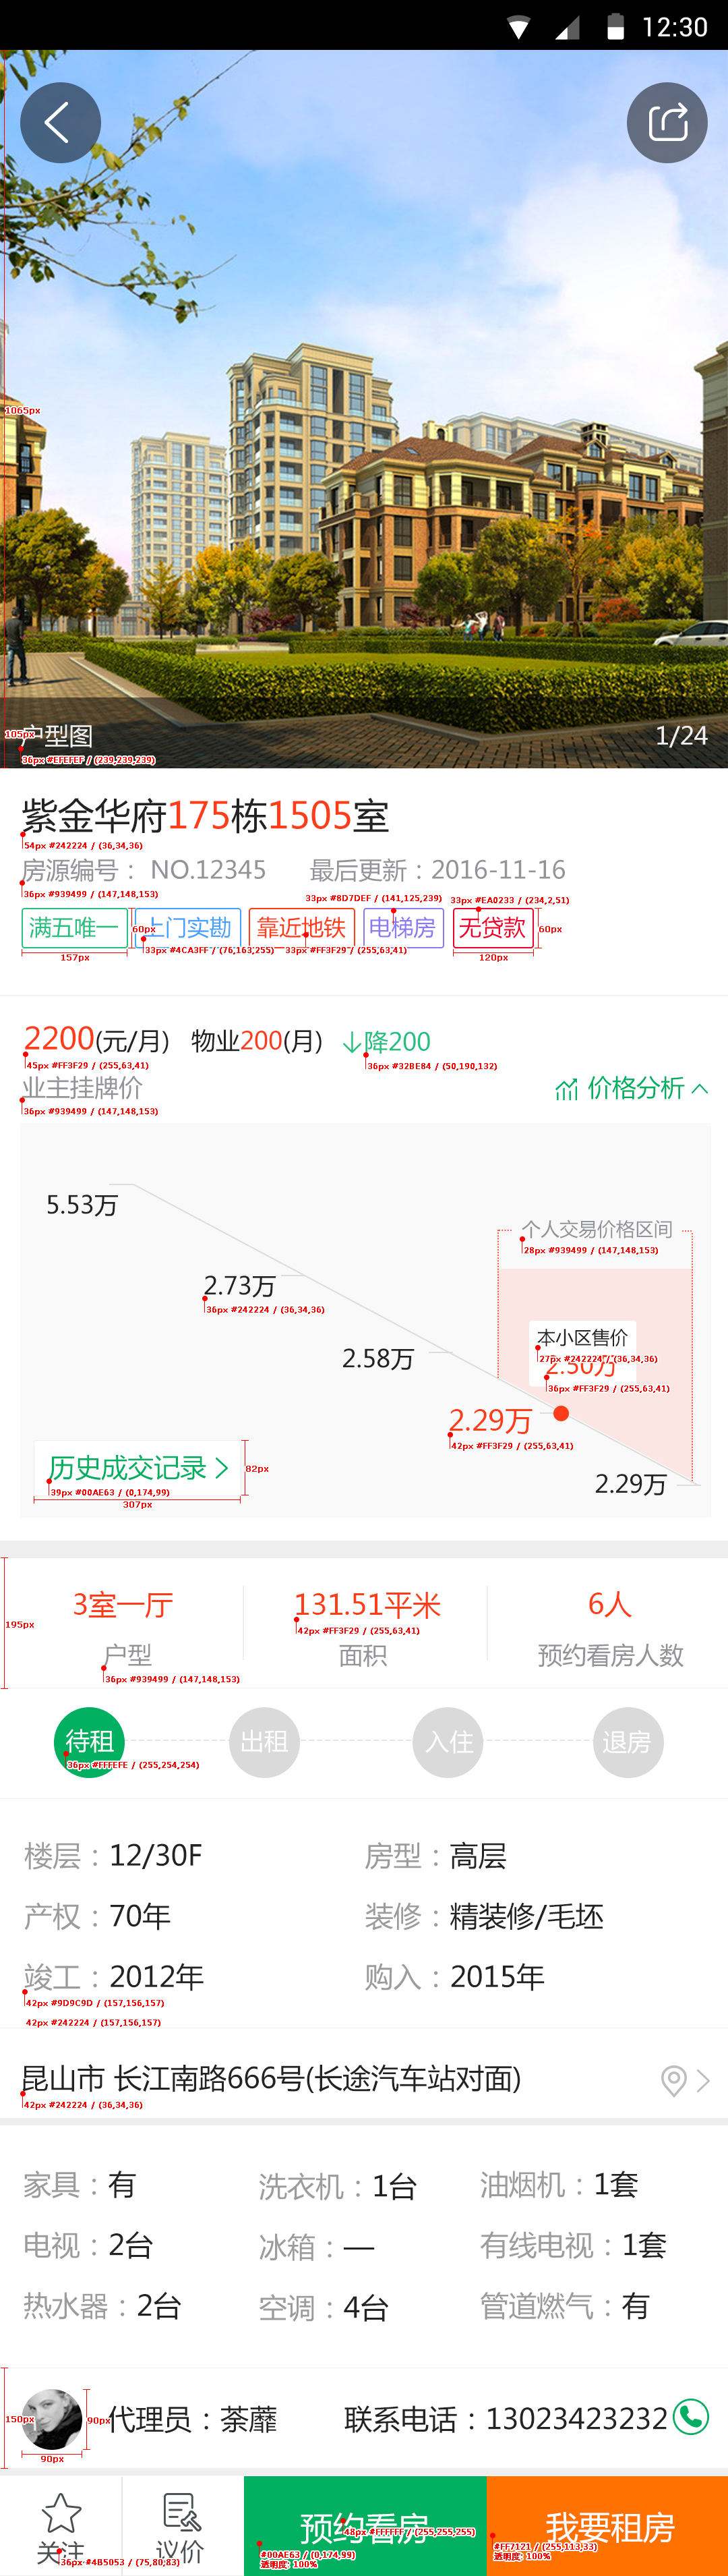 12:30
1065px
105px
户型图
1/24
36px #EFEFEF / (239,239,239)
紫金华府175栋1505室
54px #242224 / (36,34,36)
房源编号： NO.12345 最后更新：2016-11-16
36px #939499 / (147,148,153)
33px #8D7DEF / (141,125,239)
33px #EA0233 / (234,2,51)
满五唯一 60px 上门实勘 靠近地铁 电梯房 无贷款 60px
33px #4CA3FF / (76,163,255)
33px #FF3F29 / (255,63,41)
157px
120px
2200(元/月) 物业200(月) ↓降200
45px #FF3F29 / (255,63,41)
36px #32BE84 / (50,190,132)
业主挂牌价
价格分析
36px #939499 / (147,148,153)
5.53万
个人交易价格区间
28px #939499 / (147,148,153)
2.73万
36px #242224 / (36,34,36)
本小区售价
27px #242224 / (36,34,36)
2.58万
36px #FF3F29 / (255,63,41)
2.29万
42px #FF3F29 / (255,63,41)
历史成交记录 >
82px
2.29万
39px #00AE63 / (0,174,99)
307px
195px
3室一厅 131.51平米 6人
42px #FF3F29 / (255,63,41)
户型 面积 预约看房人数
36px #939499 / (147,148,153)
待租 出租 入住 退房
36px #FFFEFE / (255,254,254)
楼层：12/30F 房型：高层
产权：70年 装修：精装修/毛坯
竣工：2012年 购入：2015年
42px #9D9C9D / (157,156,157)
42px #242224 / (157,156,157)
昆山市 长江南路666号(长途汽车站对面)
42px #242224 / (36,34,36)
家具：有 洗衣机：1台 油烟机：1套
电视：2台 冰箱：— 有线电视：1套
热水器：2台 空调：4台 管道燃气：有
150px
90px
代理员：荼蘼 联系电话：13023423232
90px
关注 议价 预约看房 我要租房
48px #FFFFFF / (255,255,255)
36px #4B5053 / (75,80,83)
#00AE63 / (0,174,99)
透明度: 100%
#FF7121 / (255,113,33)
透明度: 100%